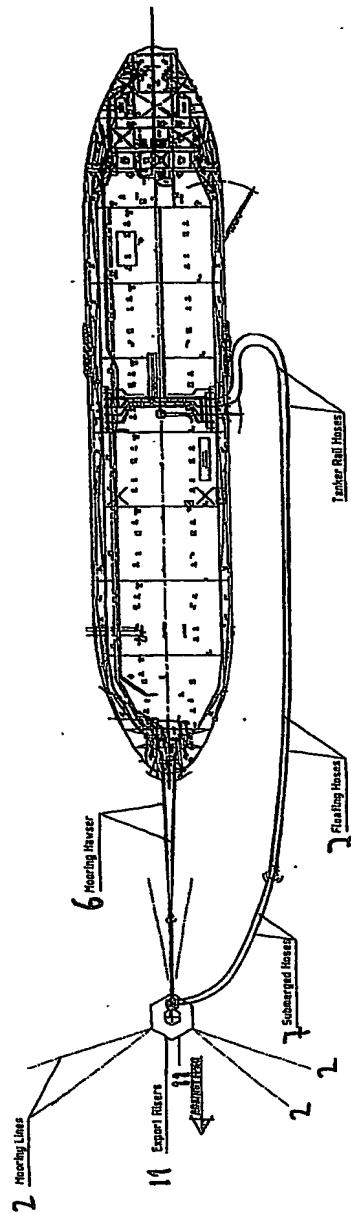 2 Mooring Lines
11 Export Risers
11
2
2
6 Mooring Hawser
7 Submerged Hoses
2 Floating Hoses
Tanker Rail Hoses